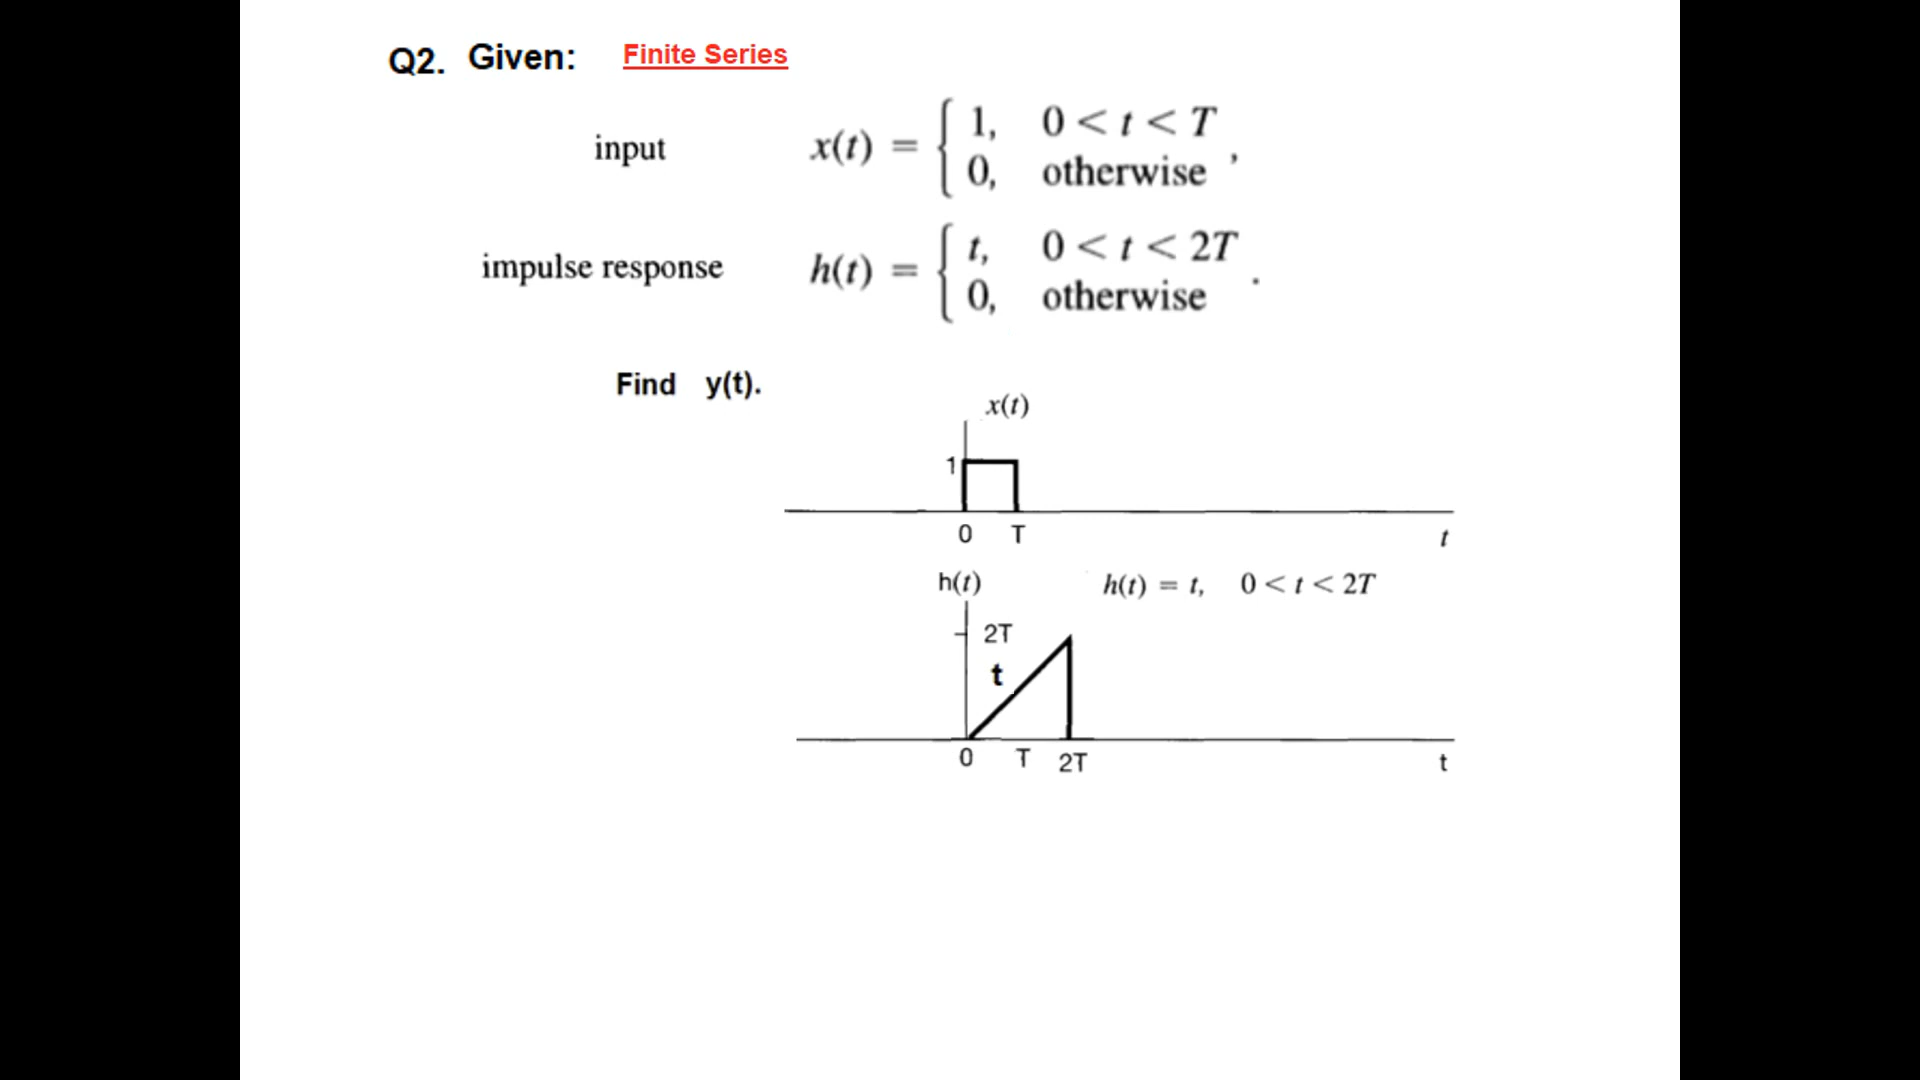 Q2. Given: Finite Series
input x(t) = { 1, 0 < t < T
0, otherwise ,
impulse response h(t) = { t, 0 < t < 2T
0, otherwise .
Find y(t).
x(t)
1
0 T
t
h(t) h(t) = t, 0 < t < 2T
2T
t
0 T 2T t